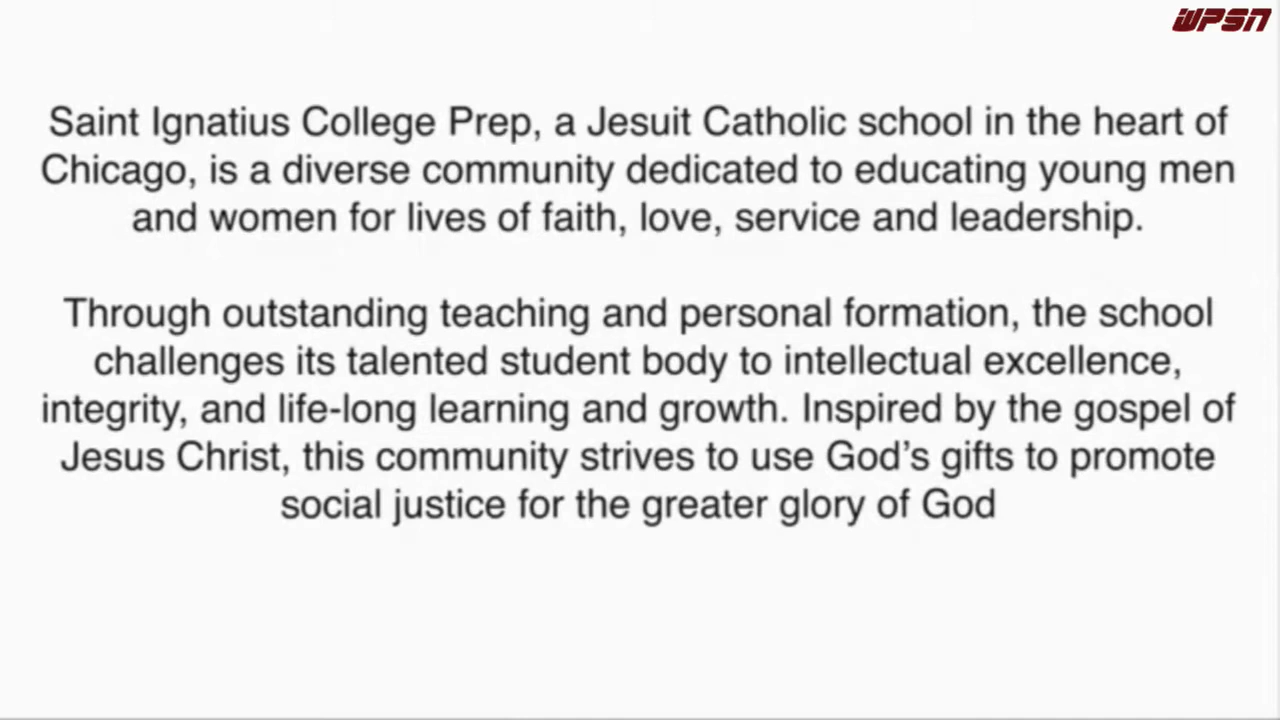 WPSN
Saint Ignatius College Prep, a Jesuit Catholic school in the heart of
Chicago, is a diverse community dedicated to educating young men
and women for lives of faith, love, service and leadership.
Through outstanding teaching and personal formation, the school
challenges its talented student body to intellectual excellence,
integrity, and life-long learning and growth. Inspired by the gospel of
Jesus Christ, this community strives to use God’s gifts to promote
social justice for the greater glory of God